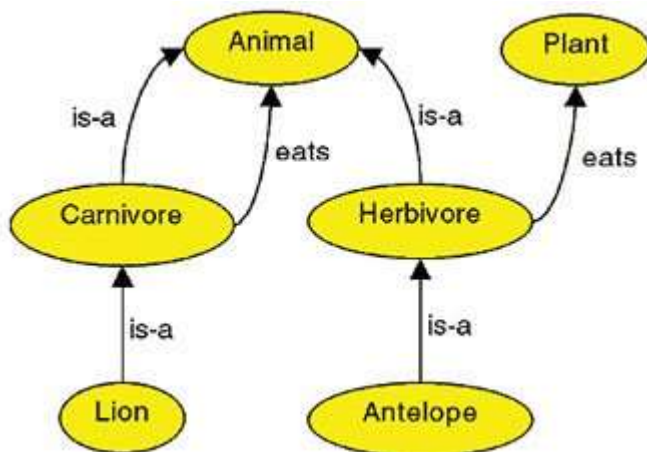 Animal
Plant
is-a
is-a
eats
eats
Carnivore
Herbivore
is-a
is-a
Lion
Antelope